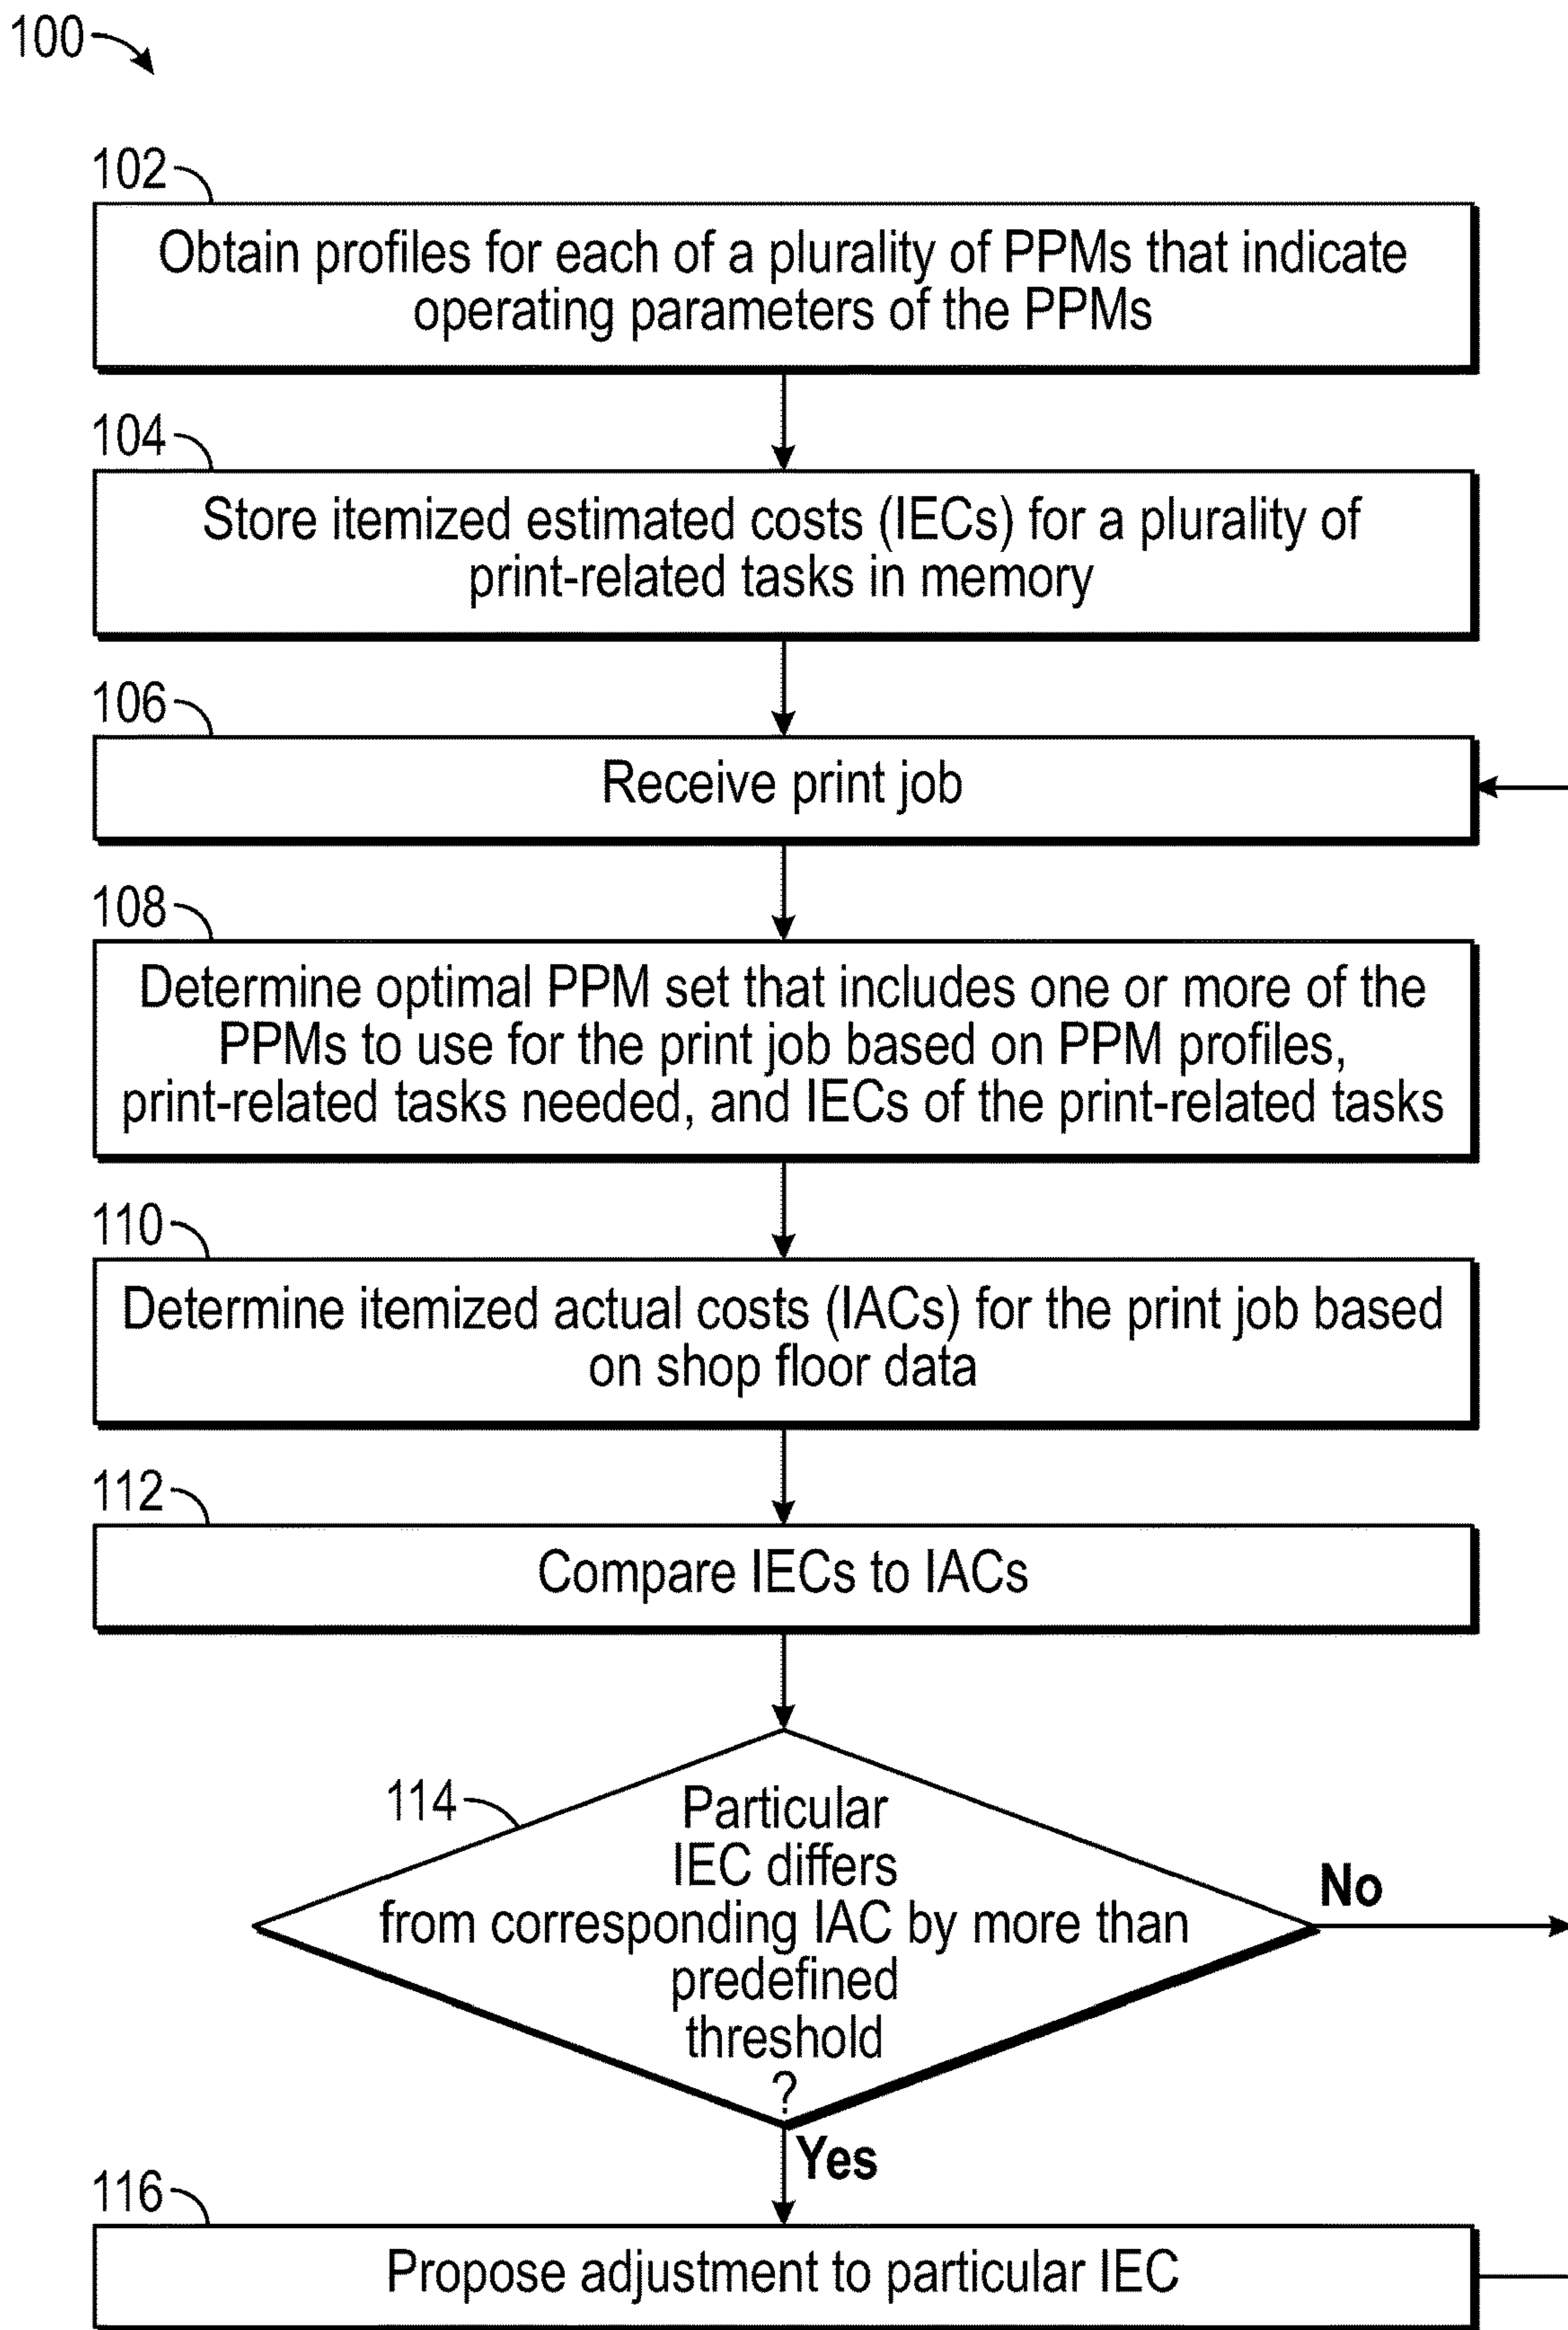 100
102
Obtain profiles for each of a plurality of PPMs that indicate
operating parameters of the PPMs
104
Store itemized estimated costs (IECs) for a plurality of
print-related tasks in memory
106
Receive print job
108
Determine optimal PPM set that includes one or more of the
PPMs to use for the print job based on PPM profiles,
print-related tasks needed, and IECs of the print-related tasks
110
Determine itemized actual costs (IACs) for the print job based
on shop floor data
112
Compare IECs to IACs
114
Particular
IEC differs
from corresponding IAC by more than
predefined
threshold
?
No
Yes
116
Propose adjustment to particular IEC